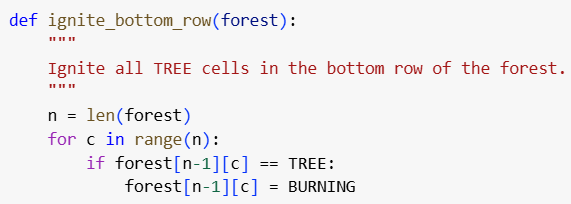 def ignite_bottom_row(forest):
    """
    Ignite all TREE cells in the bottom row of the forest.
    """
    n = len(forest)
    for c in range(n):
        if forest[n-1][c] == TREE:
            forest[n-1][c] = BURNING